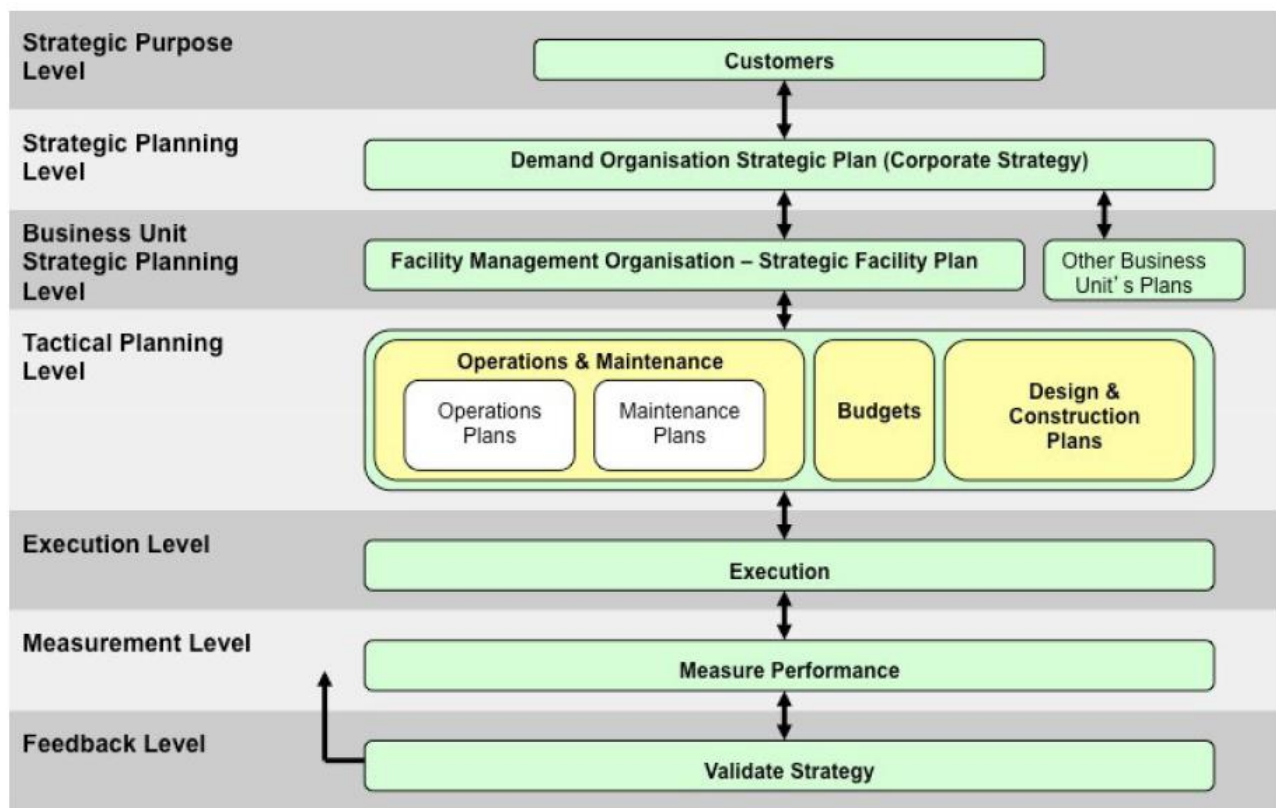 Strategic Purpose
Level
Customers
Strategic Planning
Level
Demand Organisation Strategic Plan (Corporate Strategy)
Business Unit
Strategic Planning
Level
Facility Management Organisation – Strategic Facility Plan
Other Business
Unit’s Plans
Tactical Planning
Level
Operations & Maintenance
Operations
Plans
Maintenance
Plans
Budgets
Design &
Construction
Plans
Execution Level
Execution
Measurement Level
Measure Performance
Feedback Level
Validate Strategy